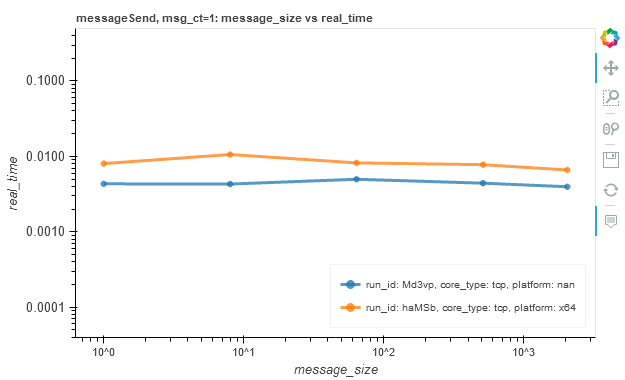 messageSend, msg_ct=1: message_size vs real_time
0.1000
0.0100
0.0010
0.0001
real_time
10^0
10^1
10^2
10^3
message_size
run_id: Md3vp, core_type: tcp, platform: nan
run_id: haMSb, core_type: tcp, platform: x64